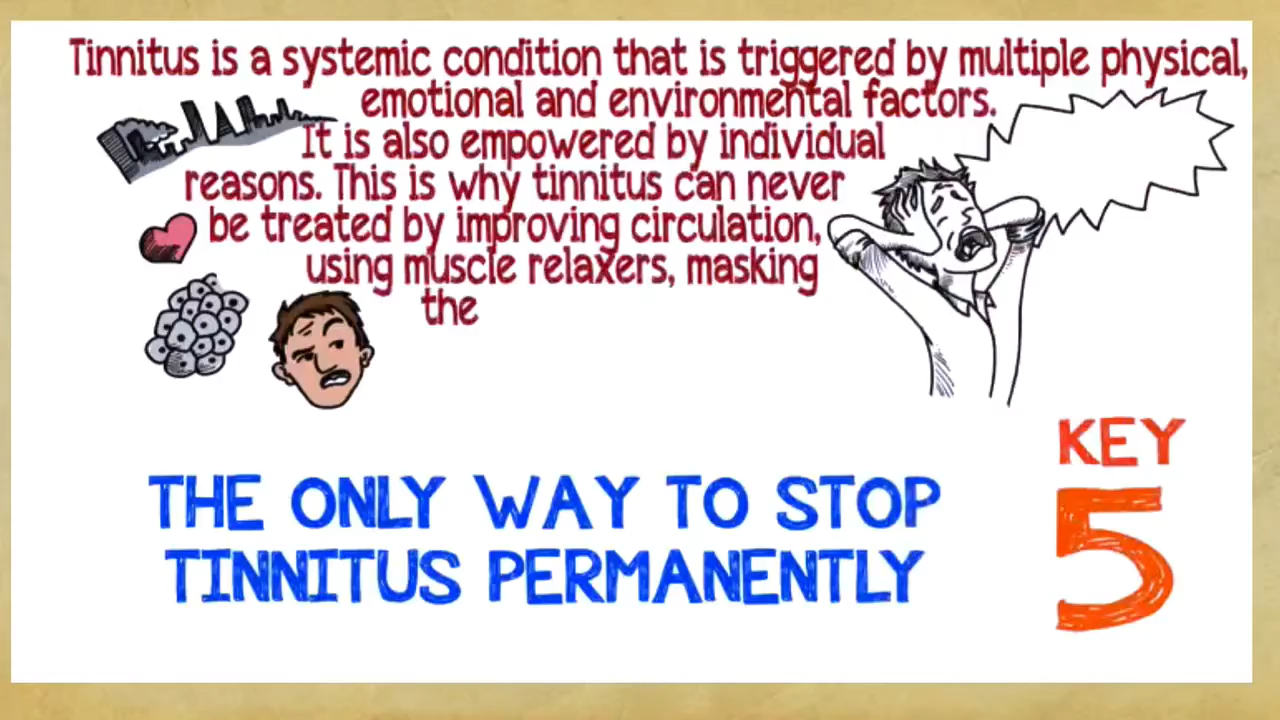 Tinnitus is a systemic condition that is triggered by multiple physical,
emotional and environmental factors.
It is also empowered by individual
reasons. This is why tinnitus can never
be treated by improving circulation,
using muscle relaxers, masking
the
KEY
5
THE ONLY WAY TO STOP
TINNITUS PERMANENTLY